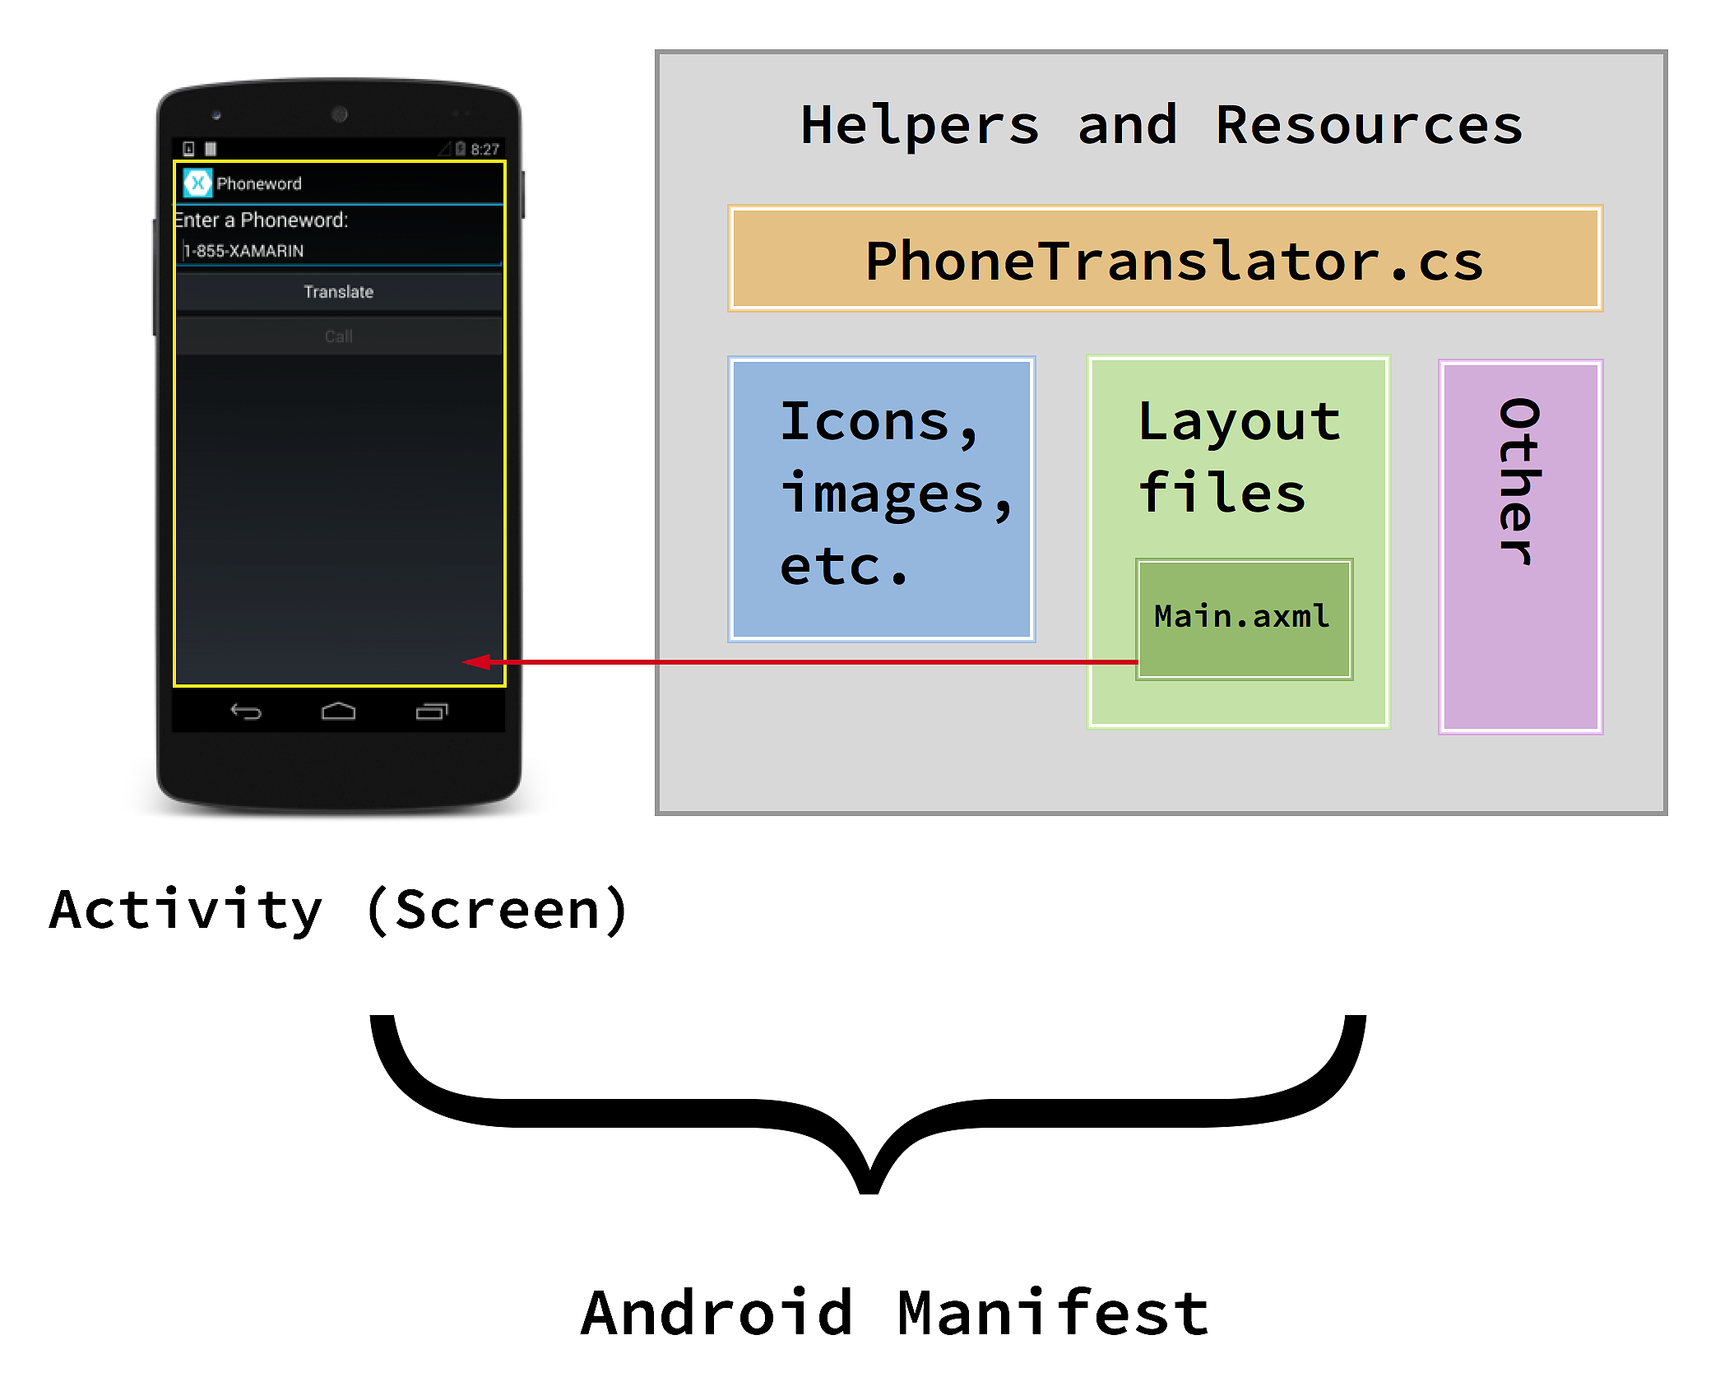 8:27
Phoneword
Enter a Phoneword:
1-855-XAMARIN
Translate
Call
Helpers and Resources
PhoneTranslator.cs
Icons,
images,
etc.
Layout
files
Main.axml
Other
Activity (Screen)
Android Manifest